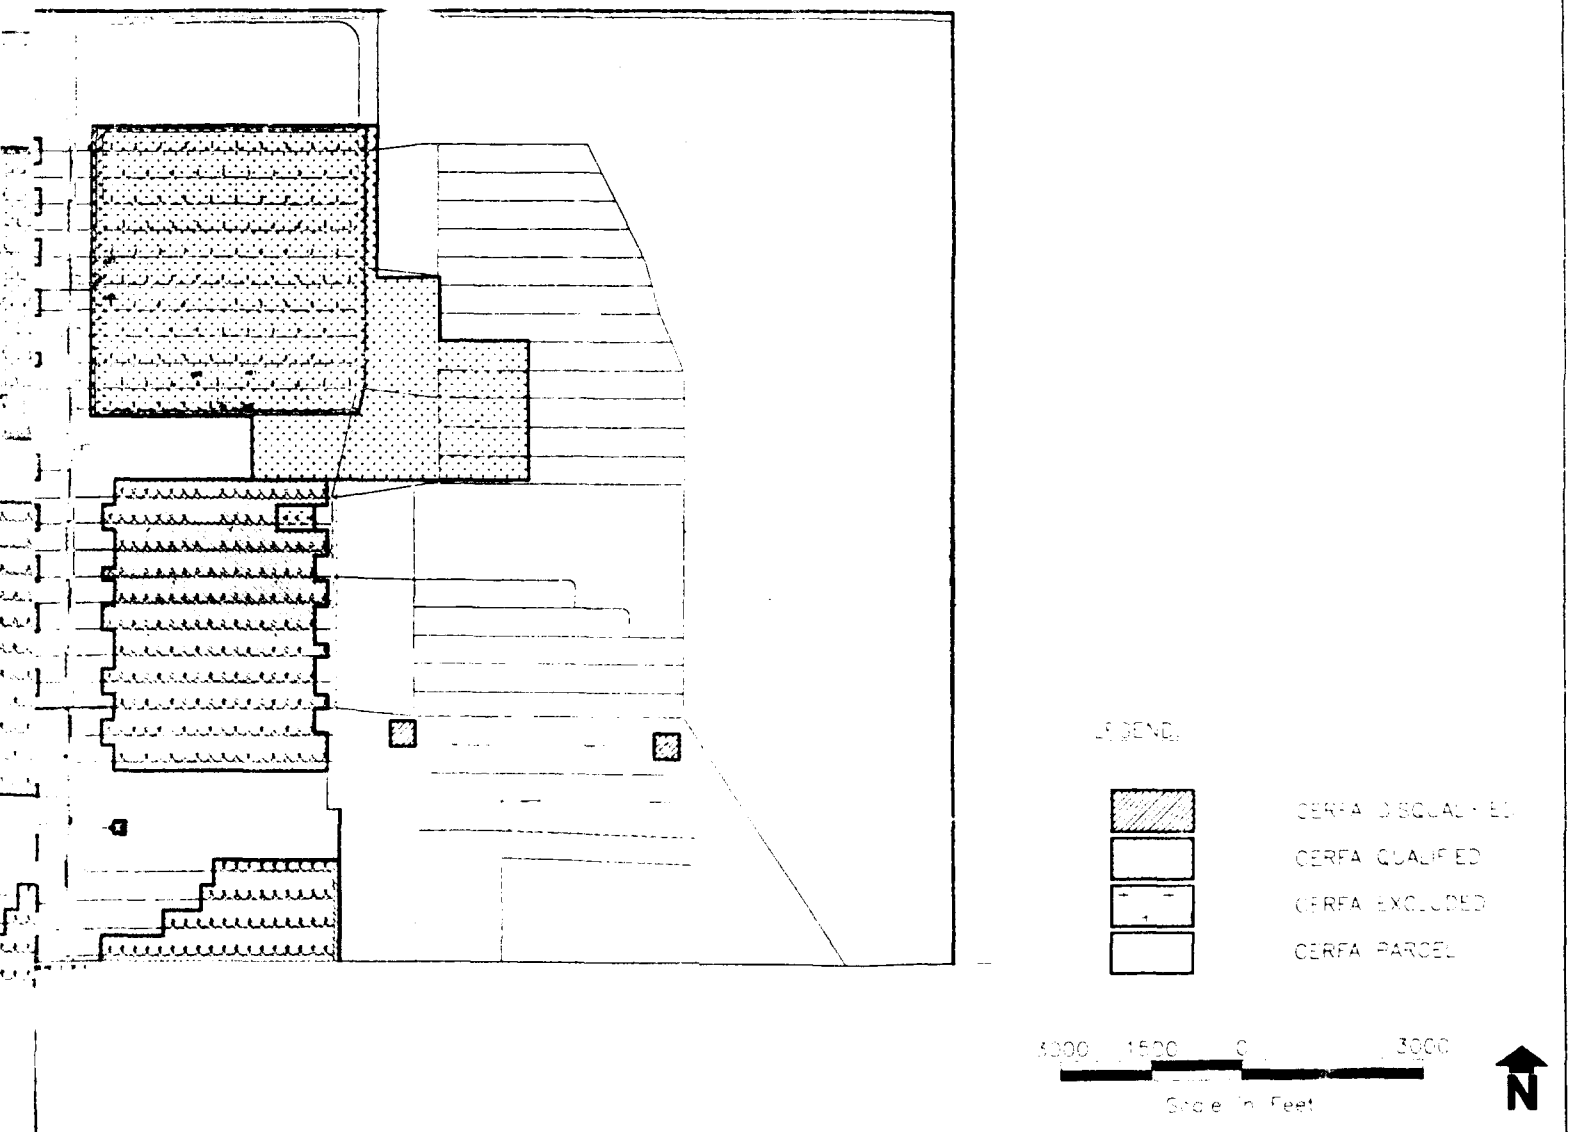 LEGEND:
CERFA DISQUALIFIED
CERFA QUALIFIED
CERFA EXCLUDED
CERFA PARCEL
3000 1500 0 3000
Scale in Feet
N